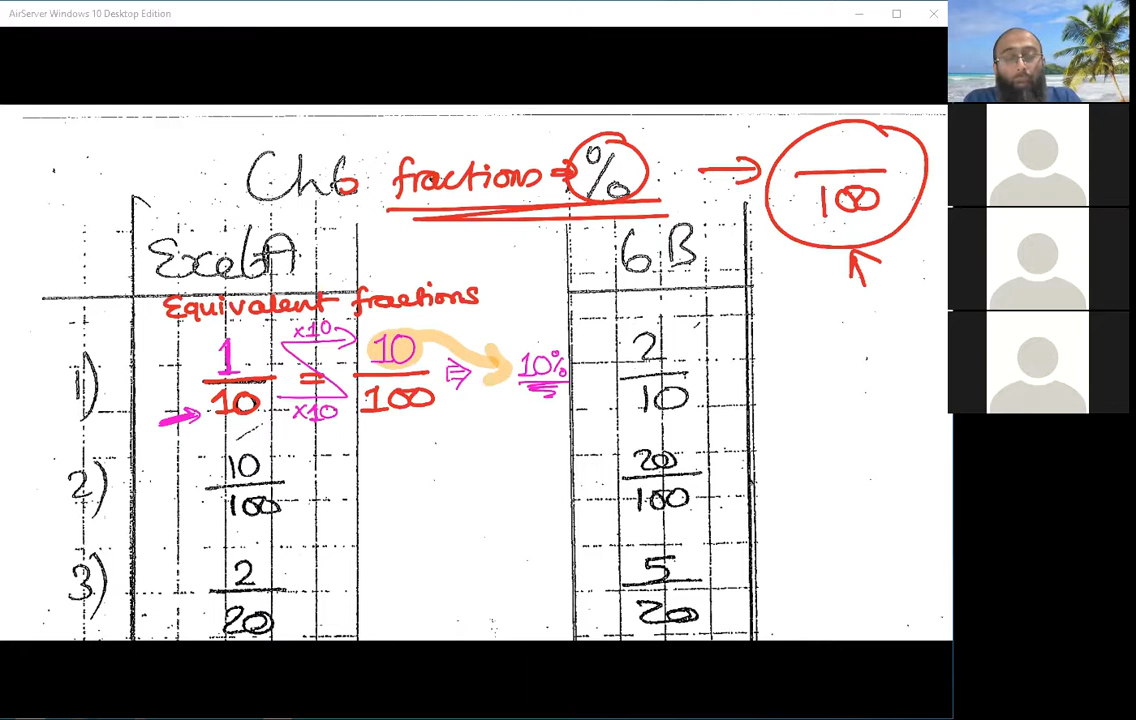 AirServer Windows 10 Desktop Edition
Ch6 fractions ⇒ % → /100
Exe6A 6B
Equivalent fractions
1) 1/10 ×10 = ×10 10/100 ⇒ 10% 2/10
2) 10/100 20/100
3) 2/20 5/20